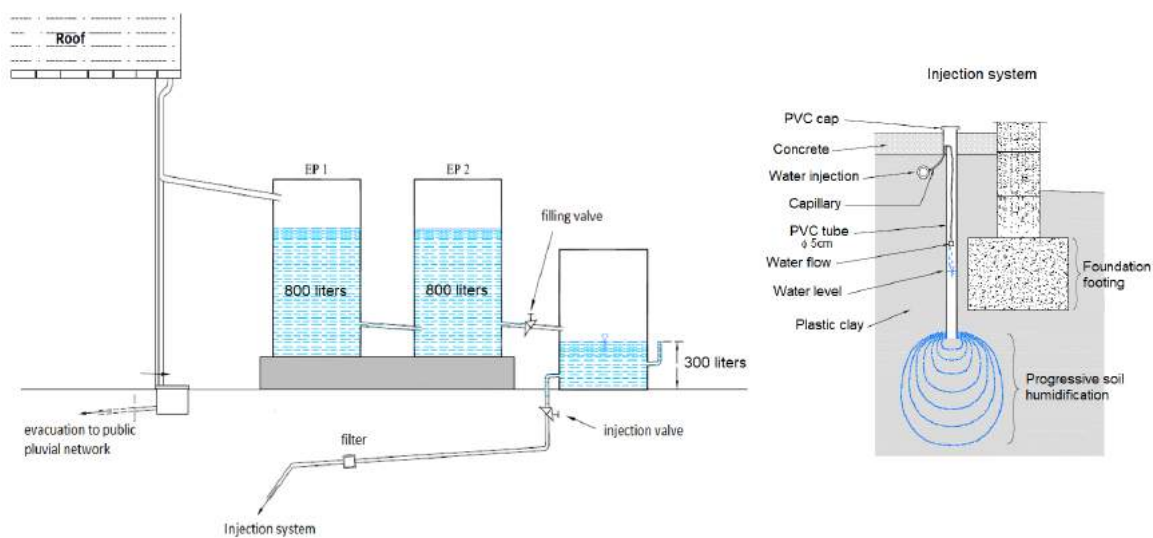 Roof
EP 1
EP 2
filling valve
800 liters
800 liters
300 liters
evacuation to public
pluvial network
filter
injection valve
Injection system
Injection system
PVC cap
Concrete
Water injection
Capillary
PVC tube
ϕ 5cm
Water flow
Water level
Plastic clay
Foundation
footing
Progressive soil
humidification